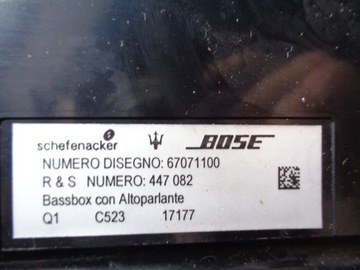 schefenacker BOSE
NUMERO DISEGNO: 67071100
R & S NUMERO: 447 082
Bassbox con Altoparlante
Q1 C523 17177